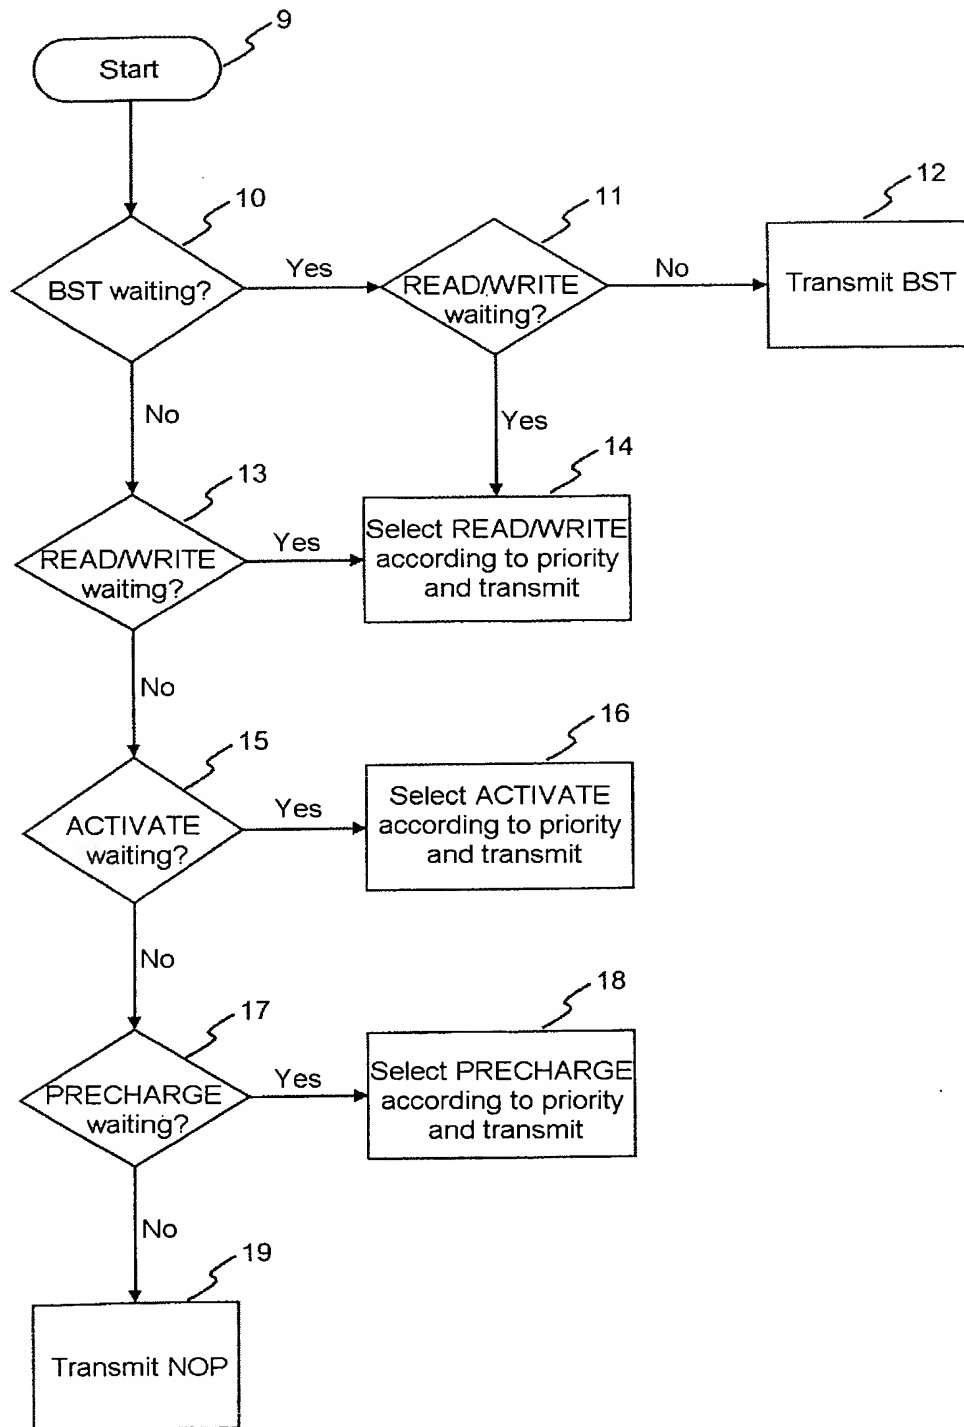 9
Start
10
BST waiting?
Yes
11
READ/WRITE
waiting?
No
12
Transmit BST
No
Yes
13
READ/WRITE
waiting?
Yes
14
Select READ/WRITE
according to priority
and transmit
No
15
ACTIVATE
waiting?
Yes
16
Select ACTIVATE
according to priority
and transmit
No
17
PRECHARGE
waiting?
Yes
18
Select PRECHARGE
according to priority
and transmit
No
19
Transmit NOP